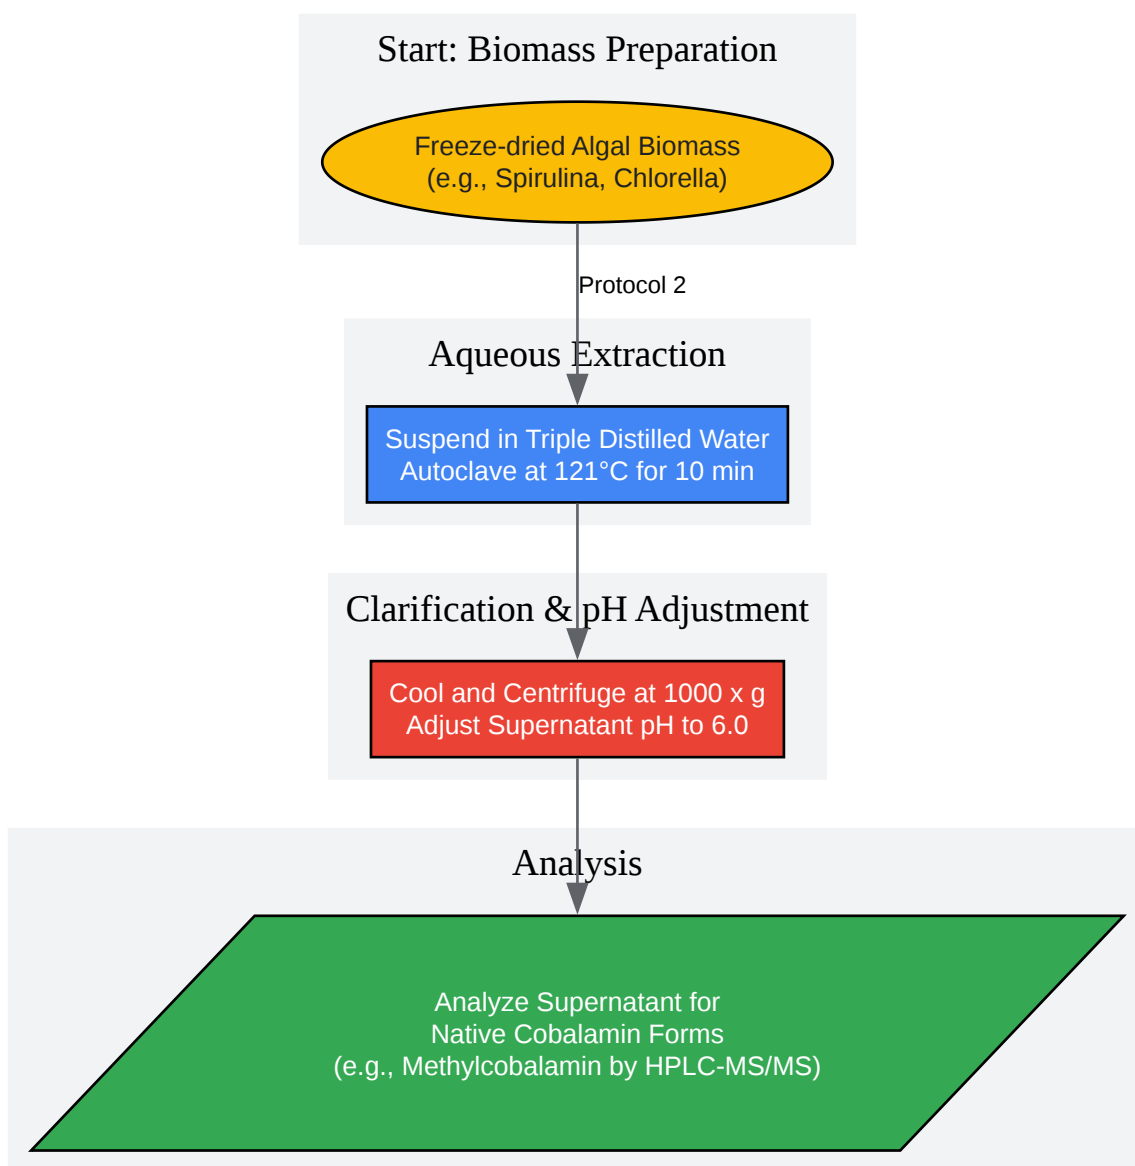 Start: Biomass Preparation
Freeze-dried Algal Biomass
(e.g., Spirulina, Chlorella)
Protocol 2
Aqueous Extraction
Suspend in Triple Distilled Water
Autoclave at 121°C for 10 min
Clarification & pH Adjustment
Cool and Centrifuge at 1000 x g
Adjust Supernatant pH to 6.0
Analysis
Analyze Supernatant for
Native Cobalamin Forms
(e.g., Methylcobalamin by HPLC-MS/MS)